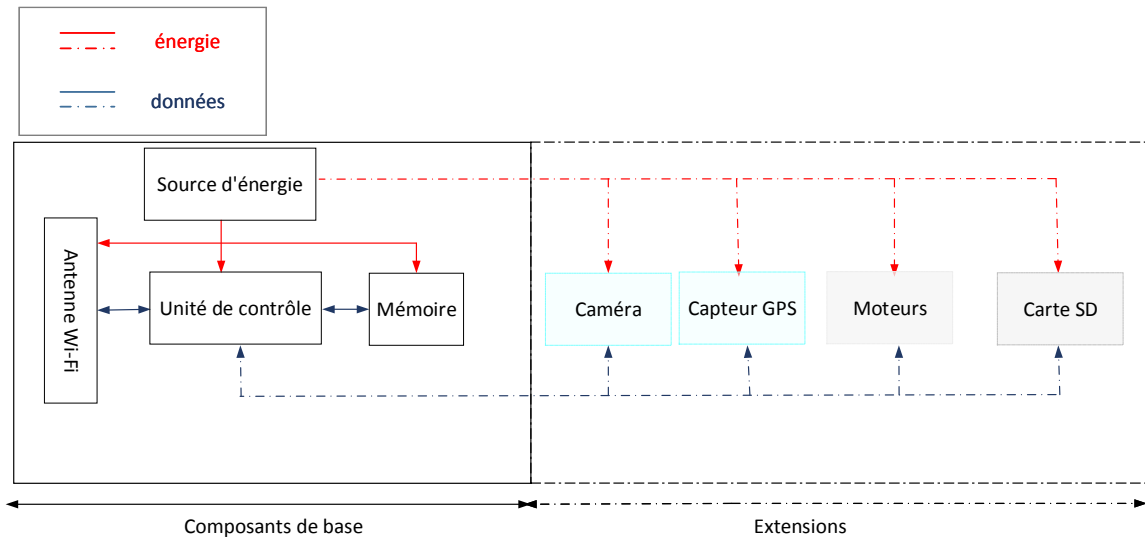 énergie
données
Source d'énergie
Antenne Wi-Fi
Unité de contrôle
Mémoire
Caméra
Capteur GPS
Moteurs
Carte SD
Composants de base
Extensions